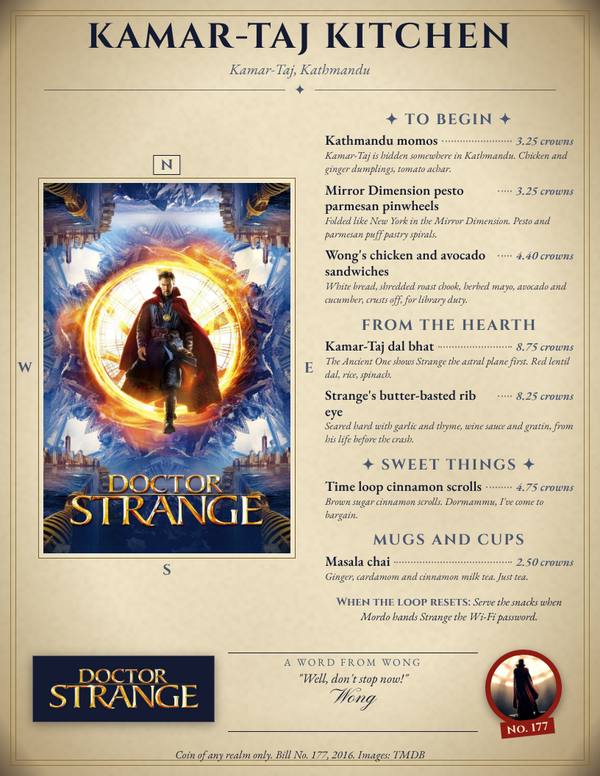 KAMAR-TAJ KITCHEN
Kamar-Taj, Kathmandu
N
W
E
S
DOCTOR
STRANGE
TO BEGIN
Kathmandu momos 3.25 crowns
Kamar-Taj is hidden somewhere in Kathmandu. Chicken and
ginger dumplings, tomato achar.
Mirror Dimension pesto 3.25 crowns
parmesan pinwheels
Folded like New York in the Mirror Dimension. Pesto and
parmesan puff pastry spirals.
Wong's chicken and avocado 4.40 crowns
sandwiches
White bread, shredded roast chook, herbed mayo, avocado and
cucumber, crusts off, for library duty.
FROM THE HEARTH
Kamar-Taj dal bhat 8.75 crowns
The Ancient One shows Strange the astral plane first. Red lentil
dal, rice, spinach.
Strange's butter-basted rib 8.25 crowns
eye
Seared hard with garlic and thyme, wine sauce and gratin, from
his life before the crash.
SWEET THINGS
Time loop cinnamon scrolls 4.75 crowns
Brown sugar cinnamon scrolls. Dormammu, I've come to
bargain.
MUGS AND CUPS
Masala chai 2.50 crowns
Ginger, cardamom and cinnamon milk tea. Just tea.
WHEN THE LOOP RESETS: Serve the snacks when
Mordo hands Strange the Wi-Fi password.
DOCTOR
STRANGE
A WORD FROM WONG
"Well, don't stop now!"
Wong
NO. 177
Coin of any realm only. Bill No. 177, 2016. Images: TMDB